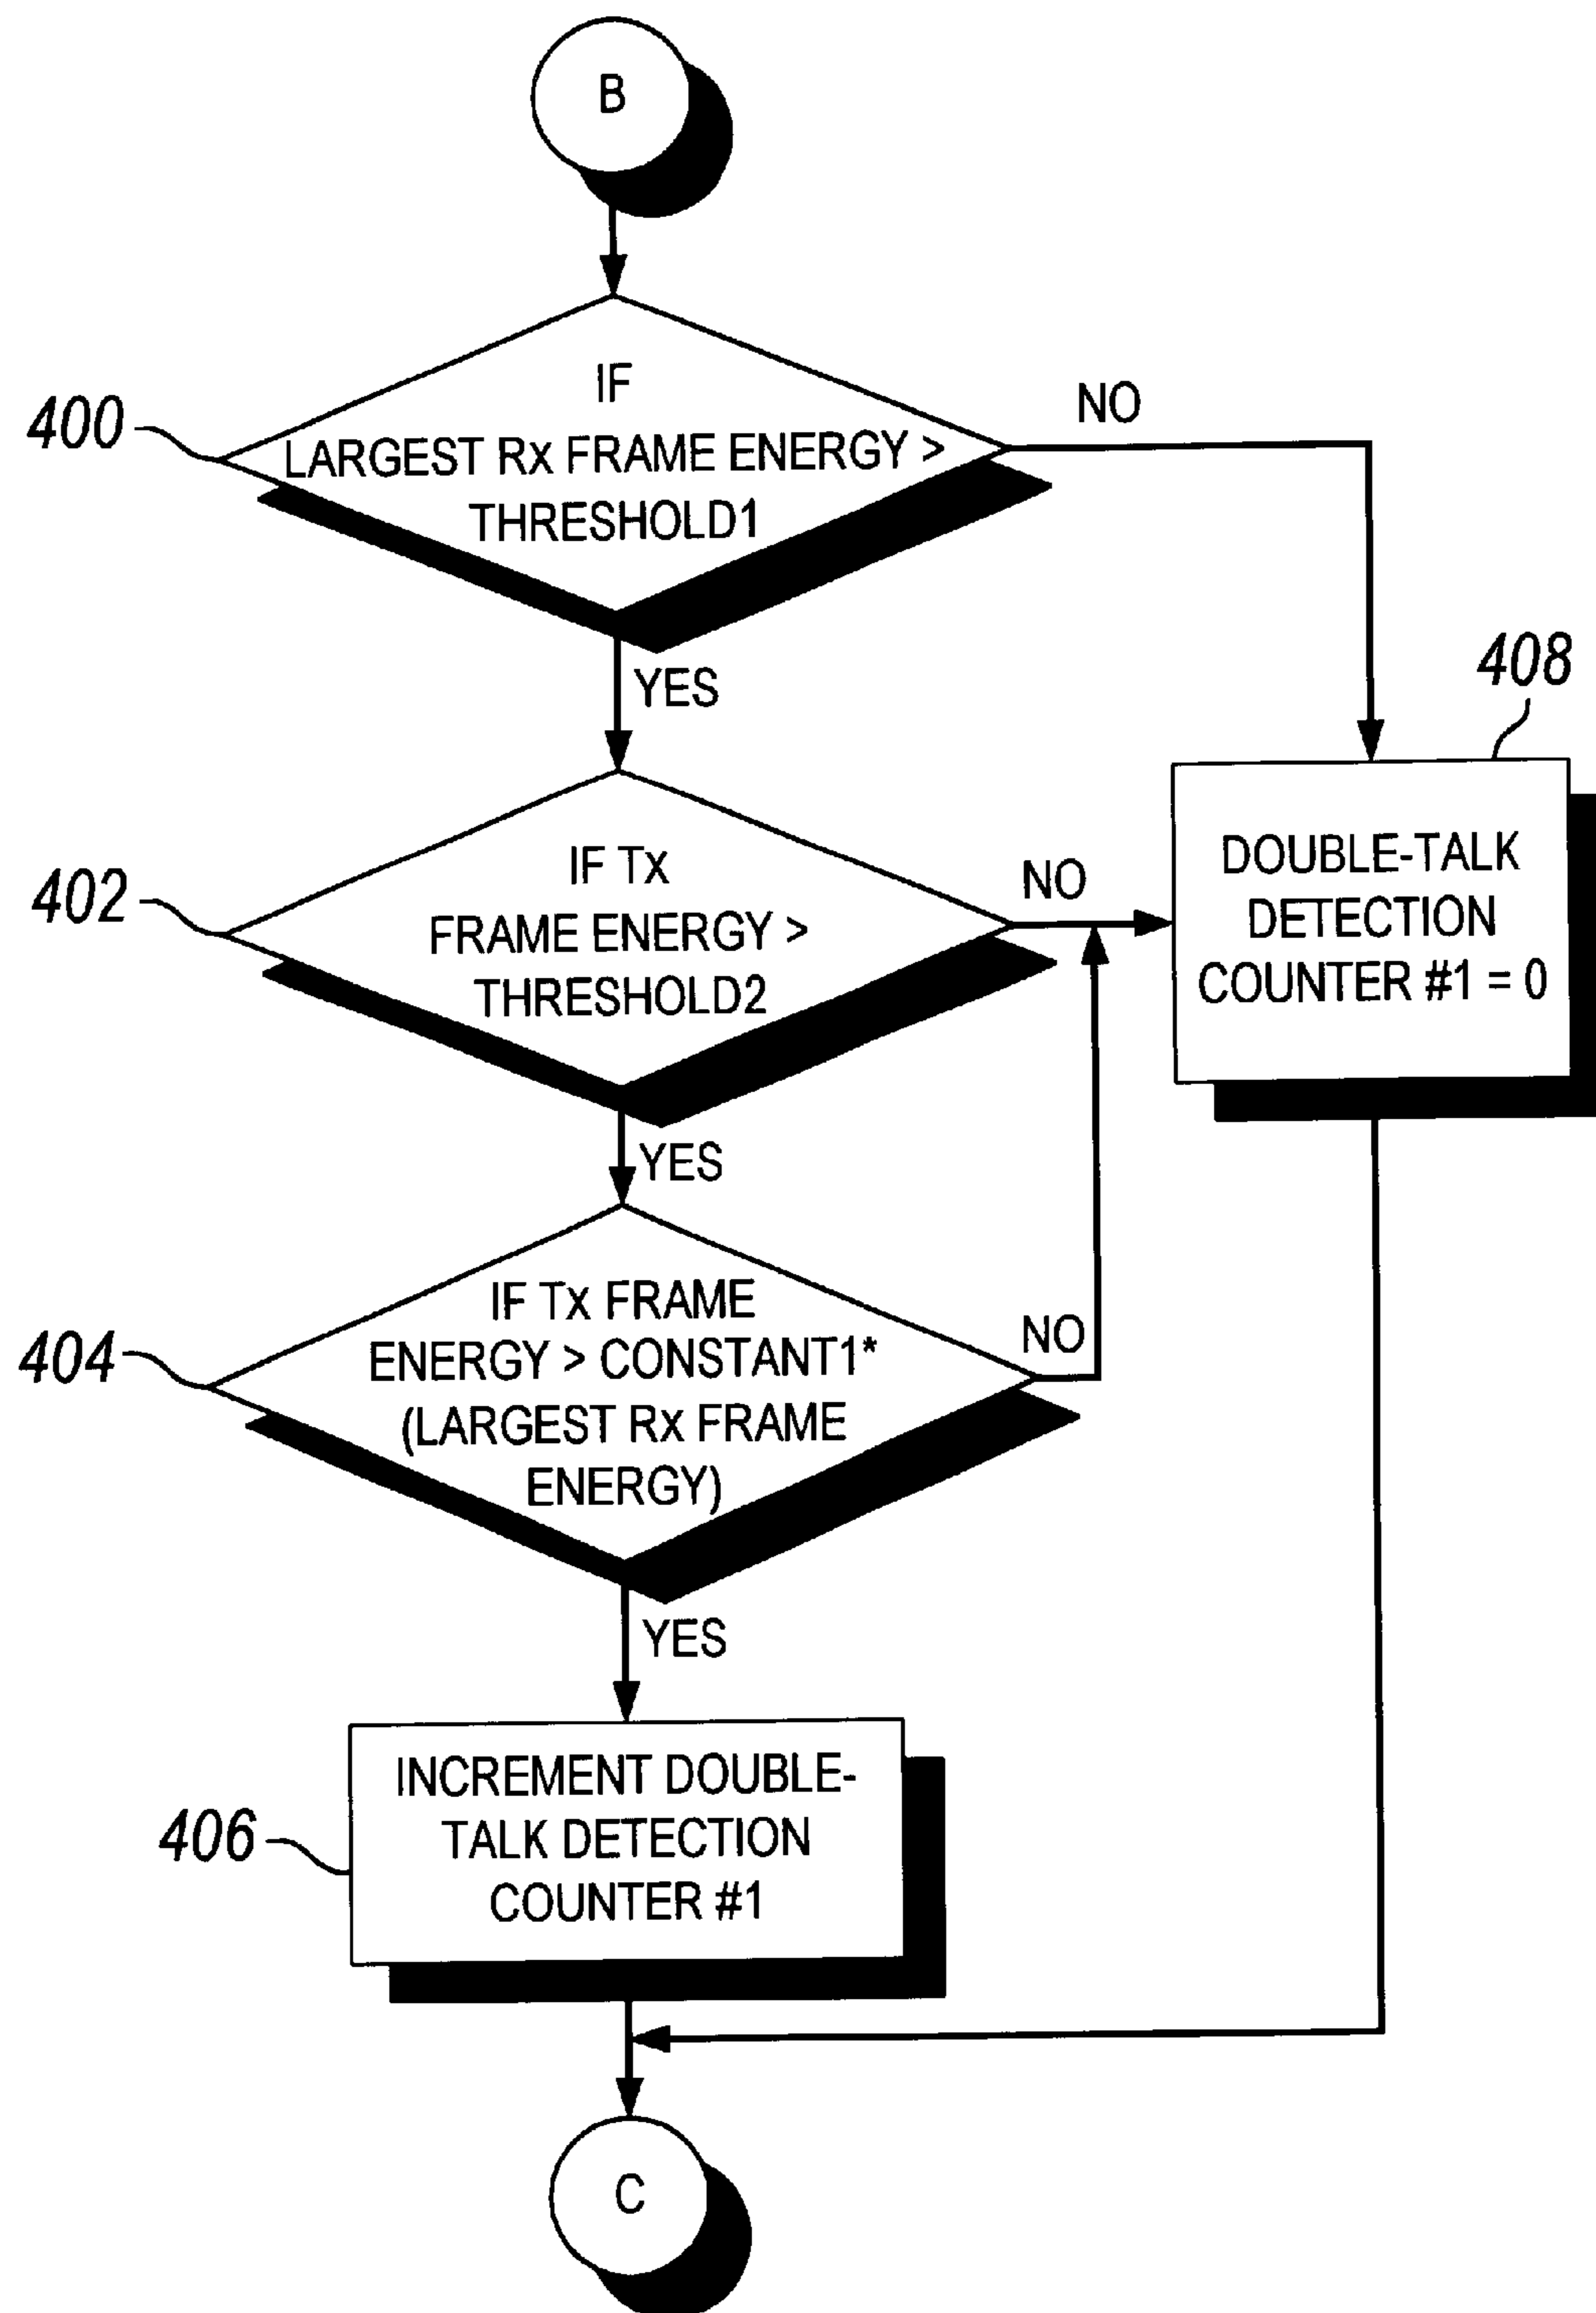 B
IF
LARGEST Rx FRAME ENERGY >
THRESHOLD1
400
NO
YES
408
IF Tx
FRAME ENERGY >
THRESHOLD2
402
NO
DOUBLE-TALK
DETECTION
COUNTER #1 = 0
YES
IF Tx FRAME
ENERGY > CONSTANT1*
(LARGEST Rx FRAME
ENERGY)
404
NO
YES
INCREMENT DOUBLE-
TALK DETECTION
COUNTER #1
406
C